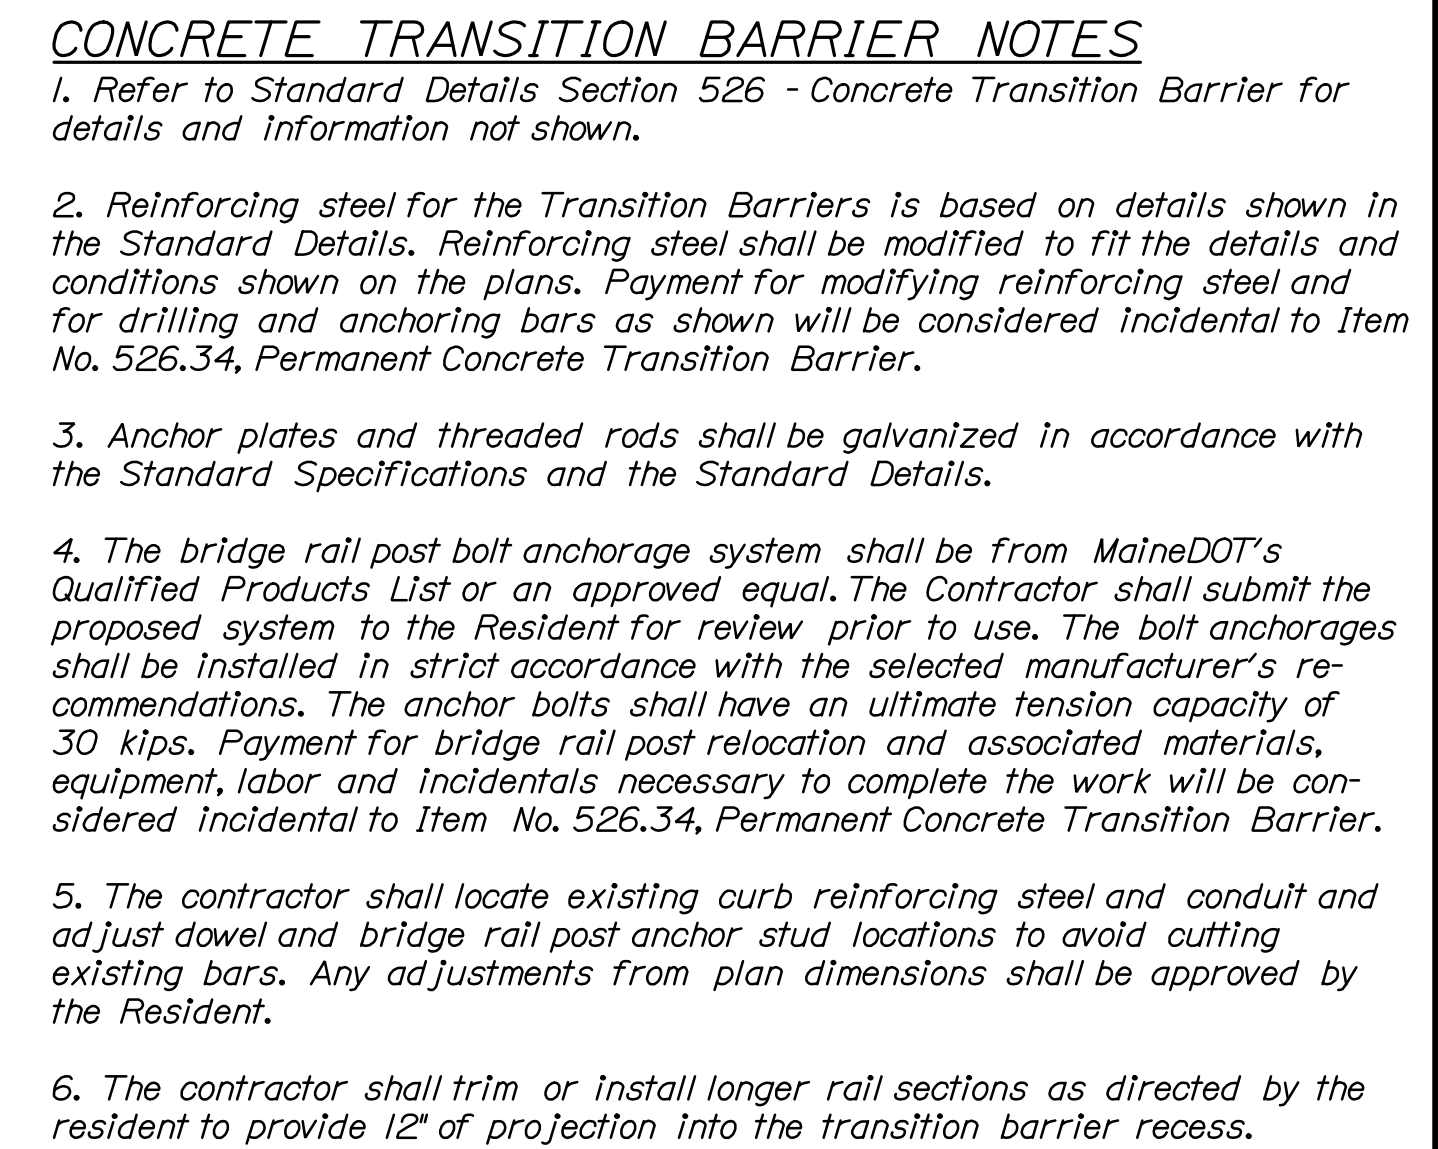 CONCRETE TRANSITION BARRIER NOTES
1. Refer to Standard Details Section 526 - Concrete Transition Barrier for
details and information not shown.
2. Reinforcing steel for the Transition Barriers is based on details shown in
the Standard Details. Reinforcing steel shall be modified to fit the details and
conditions shown on the plans. Payment for modifying reinforcing steel and
for drilling and anchoring bars as shown will be considered incidental to Item
No. 526.34, Permanent Concrete Transition Barrier.
3. Anchor plates and threaded rods shall be galvanized in accordance with
the Standard Specifications and the Standard Details.
4. The bridge rail post bolt anchorage system shall be from MaineDOT's
Qualified Products List or an approved equal. The Contractor shall submit the
proposed system to the Resident for review prior to use. The bolt anchorages
shall be installed in strict accordance with the selected manufacturer's re-
commendations. The anchor bolts shall have an ultimate tension capacity of
30 kips. Payment for bridge rail post relocation and associated materials,
equipment, labor and incidentals necessary to complete the work will be con-
sidered incidental to Item No. 526.34, Permanent Concrete Transition Barrier.
5. The contractor shall locate existing curb reinforcing steel and conduit and
adjust dowel and bridge rail post anchor stud locations to avoid cutting
existing bars. Any adjustments from plan dimensions shall be approved by
the Resident.
6. The contractor shall trim or install longer rail sections as directed by the
resident to provide 12" of projection into the transition barrier recess.